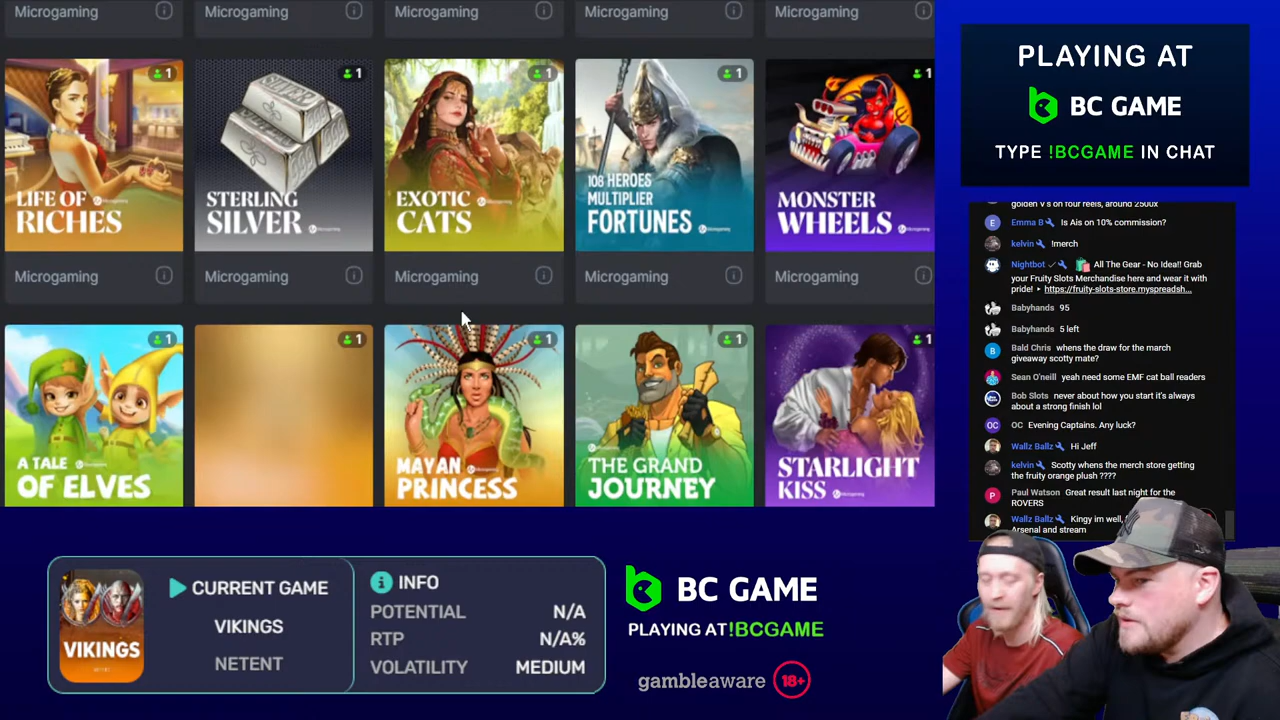 Microgaming
Microgaming
Microgaming
Microgaming
Microgaming
1
1
1
1
1
LIFE OF
RICHES
STERLING
SILVER
EXOTIC
CATS
108 HEROES
MULTIPLIER
FORTUNES
MONSTER
WHEELS
Microgaming
Microgaming
Microgaming
Microgaming
Microgaming
1
1
1
1
1
A TALE
OF ELVES
MAYAN
PRINCESS
THE GRAND
JOURNEY
STARLIGHT
KISS
PLAYING AT
BC GAME
TYPE !BCGAME IN CHAT
golden V's on four reels, around 2500x
E Emma B Is Ais on 10% commission?
kelvin !merch
Nightbot All The Gear - No Idea!! Grab
your Fruity Slots Merchandise here and wear it with
pride! ▸ https://fruity-slots-store.myspreadsh...
Babyhands 95
Babyhands 5 left
B Bald Chris whens the draw for the march
giveaway scotty mate?
Sean O'neill yeah need some EMF cat ball readers
Bob Slots never about how you start it's always
about a strong finish lol
OC OC Evening Captains. Any luck?
Wallz Ballz Hi Jeff
kelvin Scotty whens the merch store getting
the fruity orange plush ????
P Paul Watson Great result last night for the
ROVERS
Wallz Ballz Kingy im well,
Arsenal and stream
VIKINGS
CURRENT GAME
VIKINGS
NETENT
INFO
POTENTIAL N/A
RTP N/A%
VOLATILITY MEDIUM
BC GAME
PLAYING AT !BCGAME
gambleaware 18+